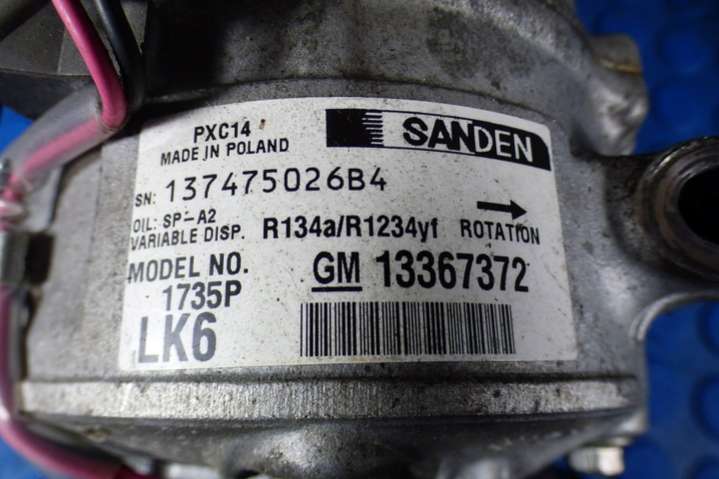 PXC14
MADE IN POLAND
SANDEN
SN: 137475026B4
OIL: SP-A2
VARIABLE DISP.
R134a/R1234yf
ROTATION
MODEL NO.
1735P
GM 13367372
LK6